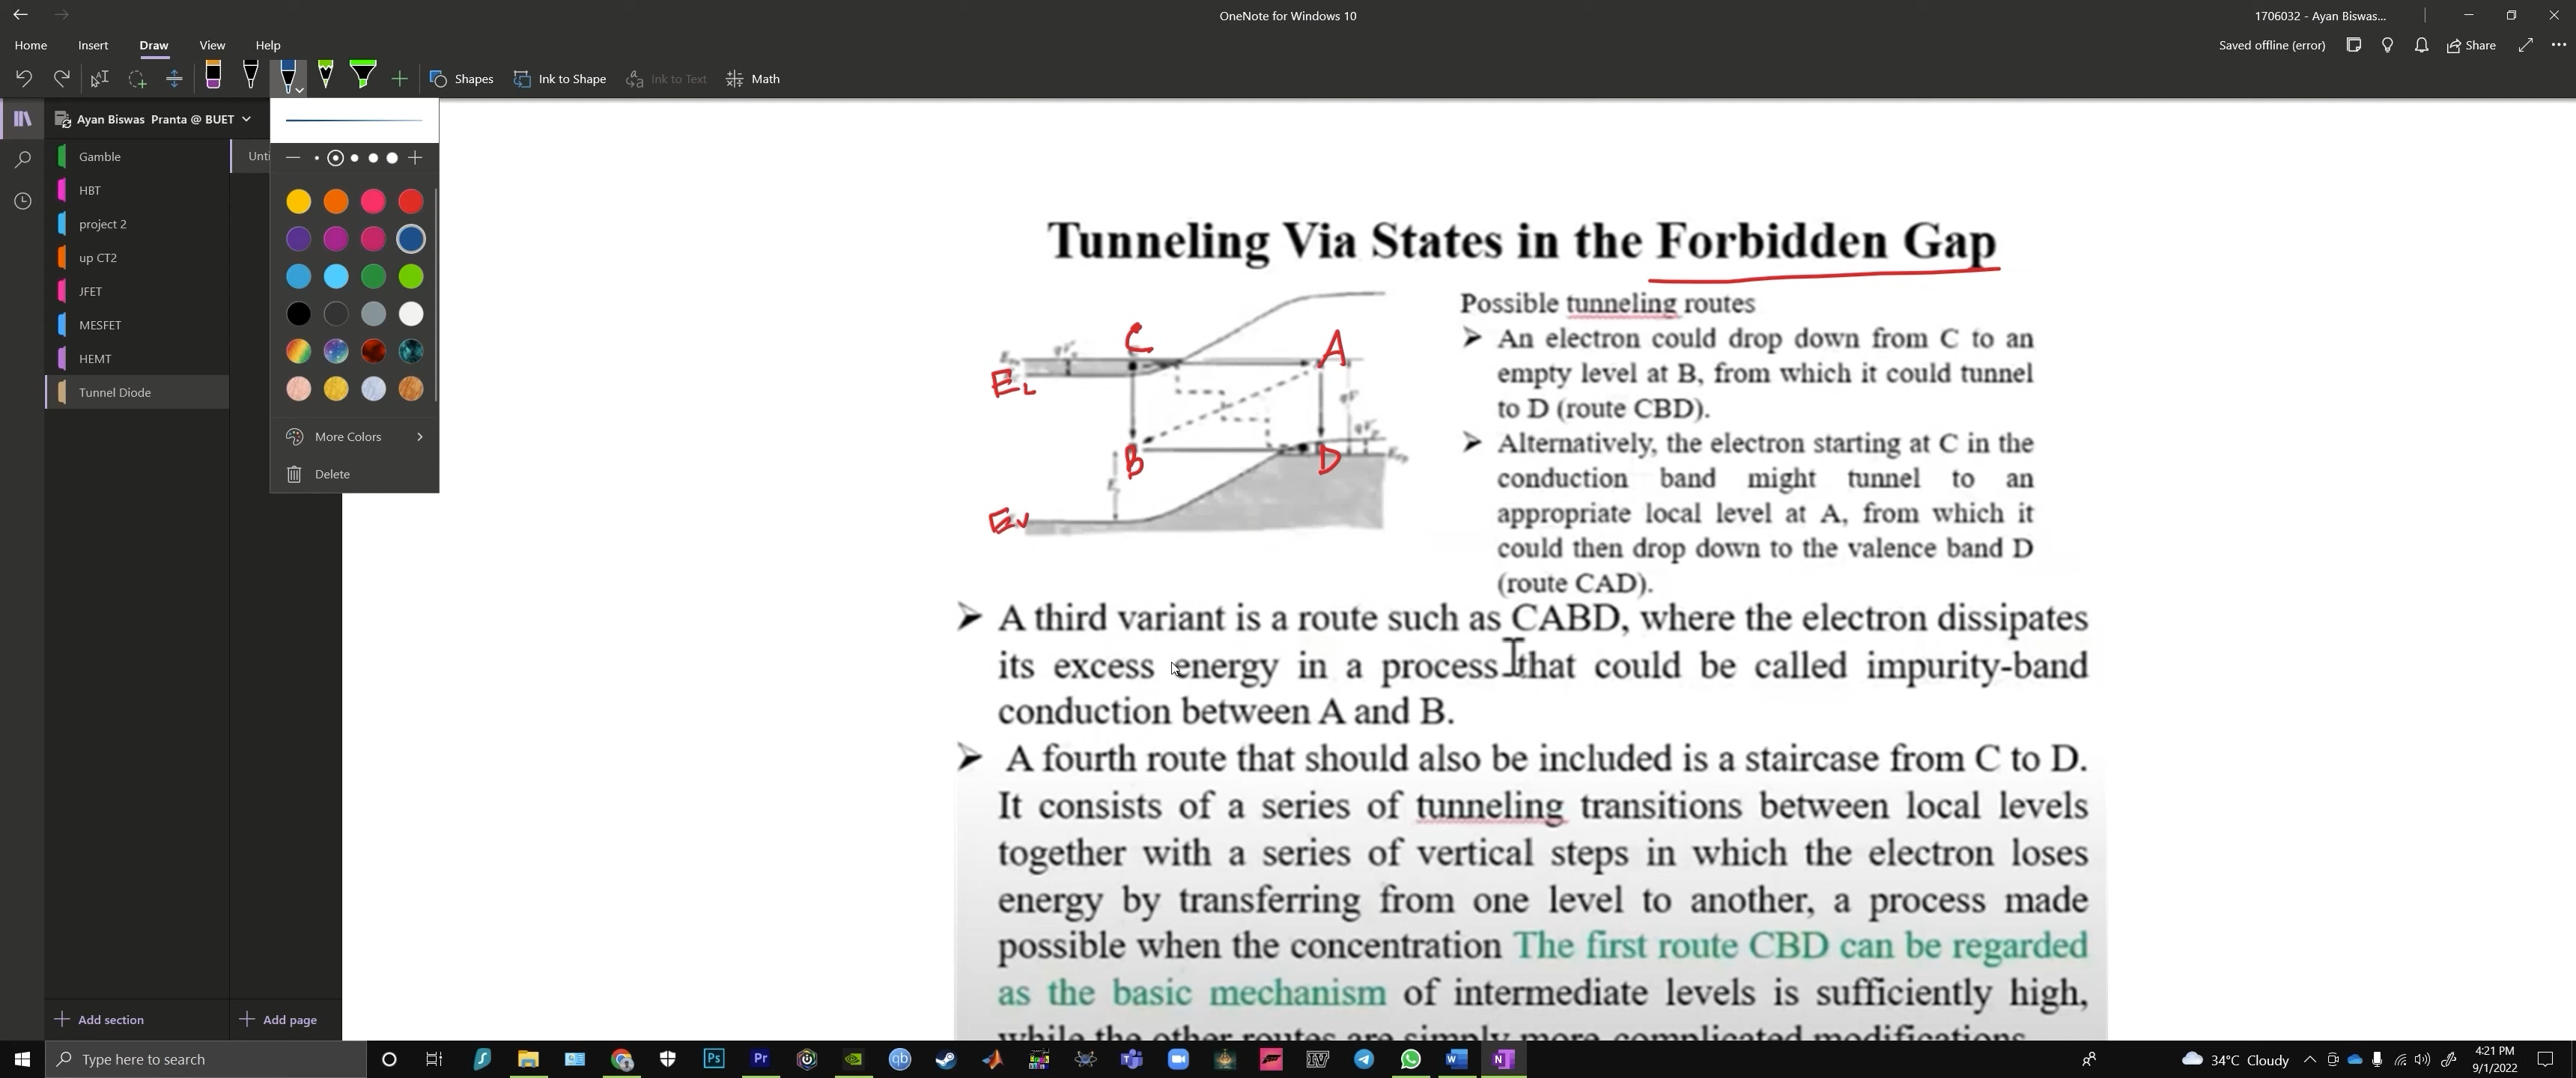 OneNote for Windows 10
1706032 - Ayan Biswas...
Home Insert Draw View Help
Saved offline (error) Share
Shapes Ink to Shape Ink to Text Math
Ayan Biswas Pranta @ BUET
Gamble
HBT
project 2
up CT2
JFET
MESFET
HEMT
Tunnel Diode
Unti
More Colors
Delete
Add section
Add page
Tunneling Via States in the Forbidden Gap
C
A
B
D
Ev
Possible tunneling routes
➤ An electron could drop down from C to an
empty level at B, from which it could tunnel
to D (route CBD).
➤ Alternatively, the electron starting at C in the
conduction band might tunnel to an
appropriate local level at A, from which it
could then drop down to the valence band D
(route CAD).
➤ A third variant is a route such as CABD, where the electron dissipates
its excess energy in a process that could be called impurity-band
conduction between A and B.
➤ A fourth route that should also be included is a staircase from C to D.
It consists of a series of tunneling transitions between local levels
together with a series of vertical steps in which the electron loses
energy by transferring from one level to another, a process made
possible when the concentration The first route CBD can be regarded
as the basic mechanism of intermediate levels is sufficiently high,
while the other routes are simply more complicated modifications.
Type here to search
34°C Cloudy
4:21 PM
9/1/2022